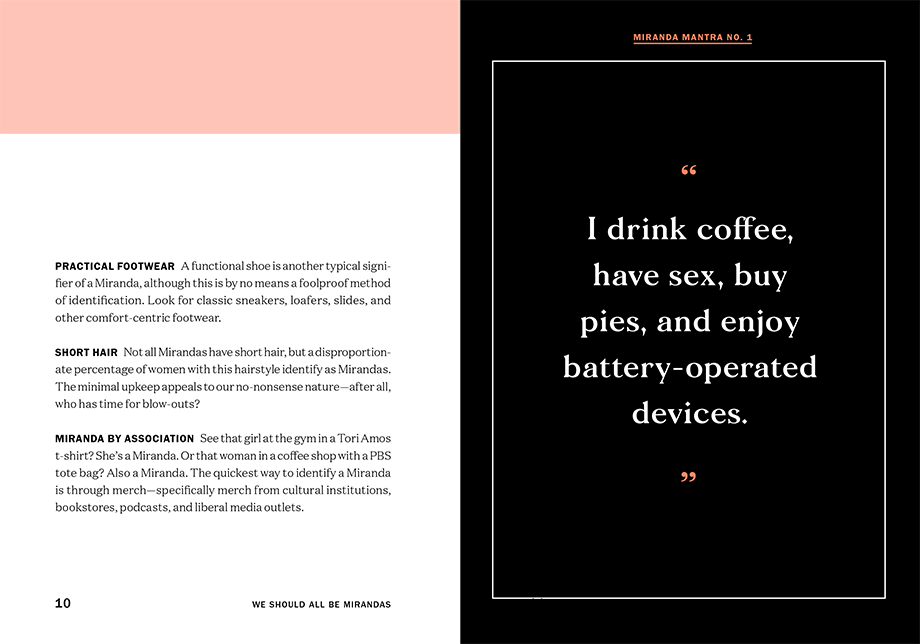 PRACTICAL FOOTWEAR A functional shoe is another typical signi-
fier of a Miranda, although this is by no means a foolproof method
of identification. Look for classic sneakers, loafers, slides, and
other comfort-centric footwear.
SHORT HAIR Not all Mirandas have short hair, but a disproportion-
ate percentage of women with this hairstyle identify as Mirandas.
The minimal upkeep appeals to our no-nonsense nature—after all,
who has time for blow-outs?
MIRANDA BY ASSOCIATION See that girl at the gym in a Tori Amos
t-shirt? She's a Miranda. Or that woman in a coffee shop with a PBS
tote bag? Also a Miranda. The quickest way to identify a Miranda
is through merch—specifically merch from cultural institutions,
bookstores, podcasts, and liberal media outlets.
10 WE SHOULD ALL BE MIRANDAS
MIRANDA MANTRA NO. 1
“
I drink coffee,
have sex, buy
pies, and enjoy
battery-operated
devices.
”